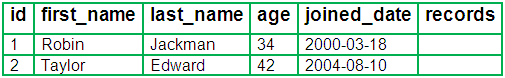 id first_name last_name age joined_date records
1 Robin Jackman 34 2000-03-18
2 Taylor Edward 42 2004-08-10